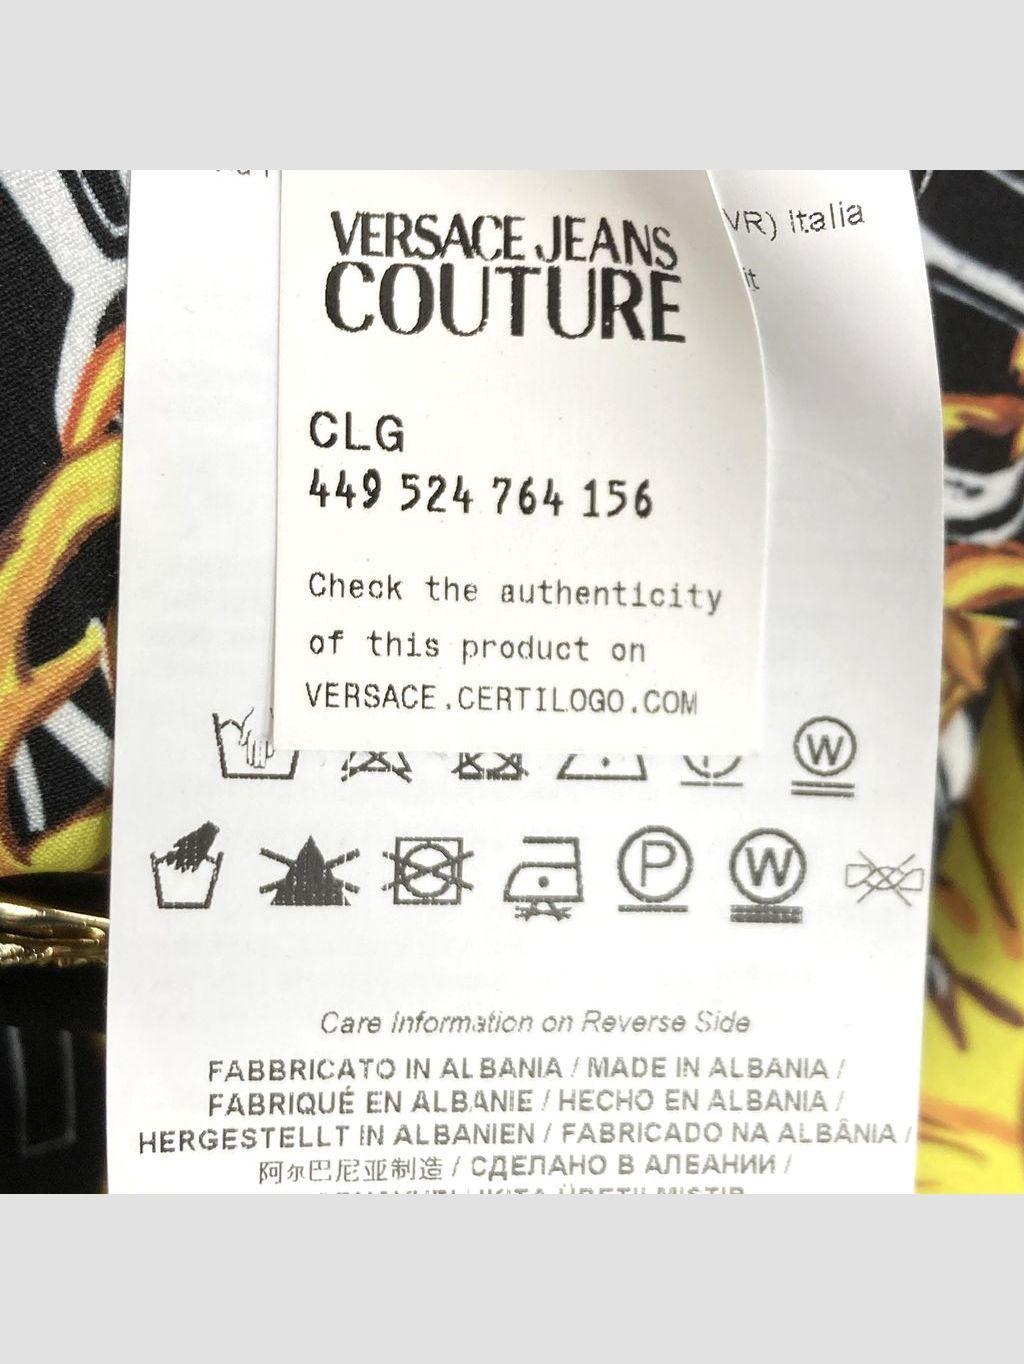 VR) italia
it
VERSACE JEANS
COUTURE
CLG
449 524 764 156
Check the authenticity
of this product on
VERSACE.CERTILOGO.COM
W
P
W
Care Information on Reverse Side
FABBRICATO IN ALBANIA / MADE IN ALBANIA /
FABRIQUÉ EN ALBANIE / HECHO EN ALBANIA /
HERGESTELLT IN ALBANIEN / FABRICADO NA ALBÂNIA /
阿尔巴尼亚制造 / СДЕЛАНО В АЛБАНИИ /